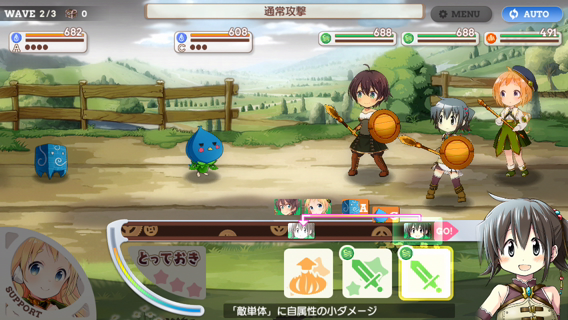 WAVE 2/3 0
通常攻撃
MENU
AUTO
682
A
608
C
688
688
491
A
GO!
とっておき
SUPPORT
「敵単体」に自属性の小ダメージ